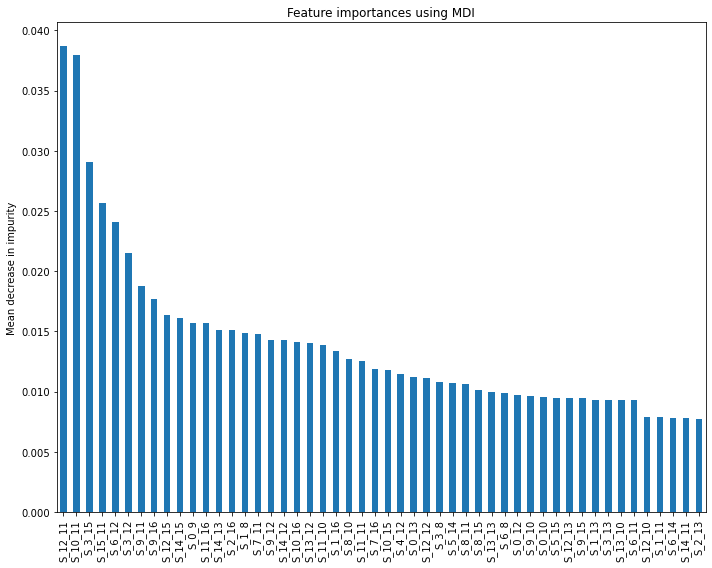 Feature importances using MDI
Mean decrease in impurity
0.040
0.035
0.030
0.025
0.020
0.015
0.010
0.005
0.000
S_12_11
S_10_11
S_3_15
S_15_11
S_6_12
S_3_12
S_9_11
S_9_16
S_12_15
S_14_15
S_0_9
S_11_16
S_14_13
S_2_16
S_1_8
S_7_11
S_9_12
S_14_12
S_10_16
S_13_12
S_11_10
S_1_16
S_8_10
S_11_11
S_7_16
S_10_15
S_4_12
S_0_13
S_12_12
S_3_8
S_5_14
S_8_11
S_8_15
S_13_13
S_6_8
S_0_12
S_9_10
S_0_10
S_5_15
S_12_13
S_9_15
S_1_13
S_3_13
S_13_10
S_6_11
S_12_10
S_1_11
S_6_14
S_14_11
S_2_13